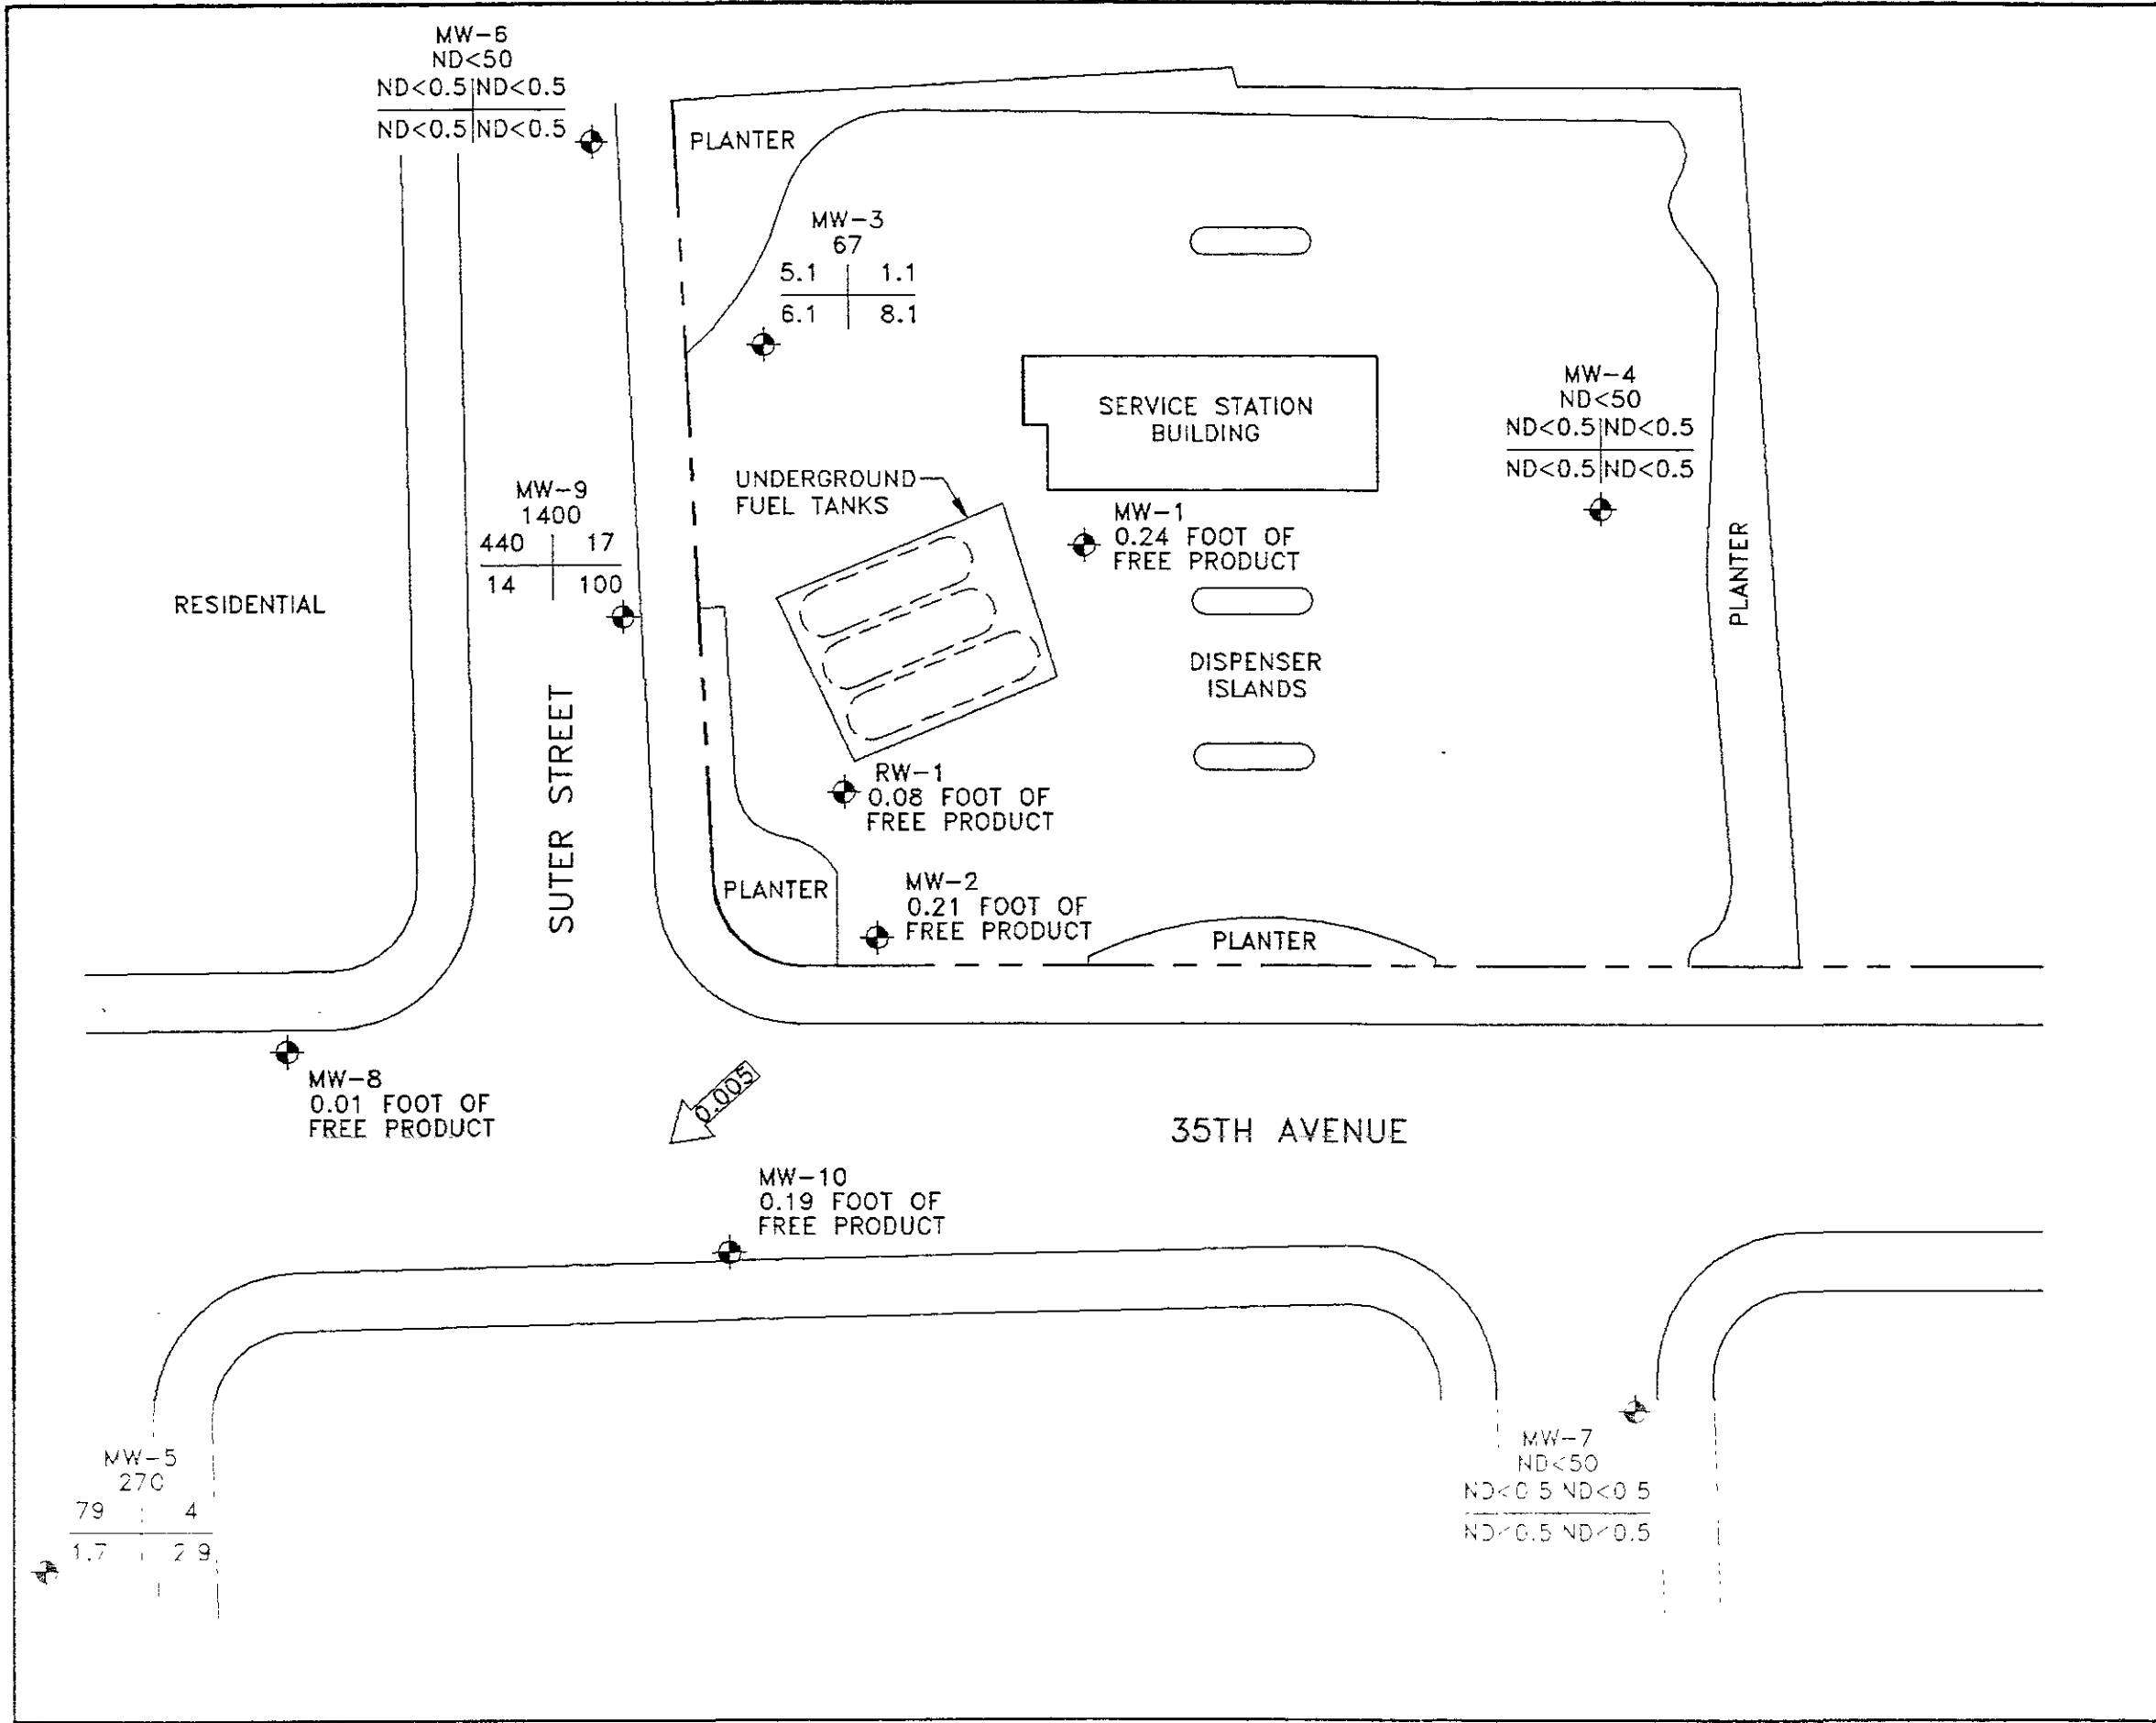 MW-6
ND<50
ND<0.5 ND<0.5
ND<0.5 ND<0.5
PLANTER
MW-3
67
5.1 1.1
6.1 8.1
SERVICE STATION
BUILDING
MW-4
ND<50
ND<0.5 ND<0.5
ND<0.5 ND<0.5
UNDERGROUND
FUEL TANKS
MW-9
1400
440 17
14 100
MW-1
0.24 FOOT OF
FREE PRODUCT
PLANTER
RESIDENTIAL
DISPENSER
ISLANDS
SUTER STREET
RW-1
0.08 FOOT OF
FREE PRODUCT
PLANTER
MW-2
0.21 FOOT OF
FREE PRODUCT
PLANTER
MW-8
0.01 FOOT OF
FREE PRODUCT
0.005
35TH AVENUE
MW-10
0.19 FOOT OF
FREE PRODUCT
MW-5
270
79 4
1.7 2.9
MW-7
ND<50
ND<0.5 ND<0.5
ND<0.5 ND<0.5